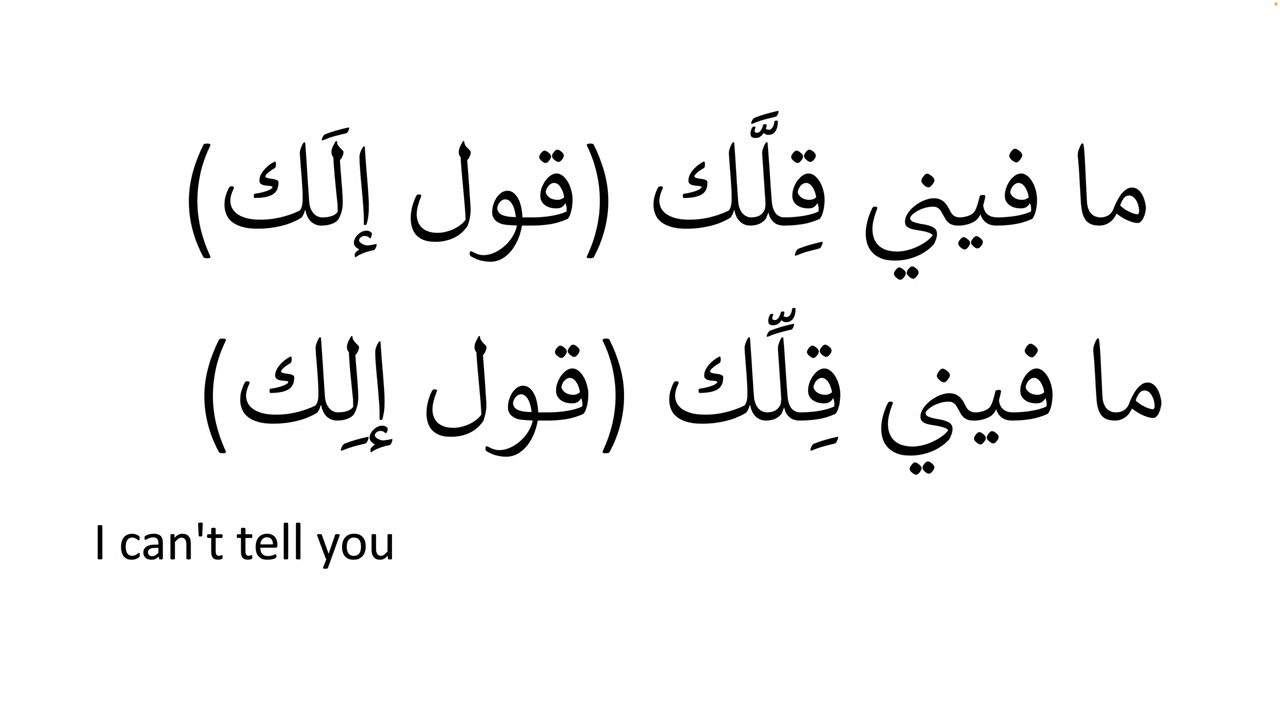 ما فيني قِلَّك (قول إلَك)
ما فيني قِلِّك (قول إلِك)
I can't tell you